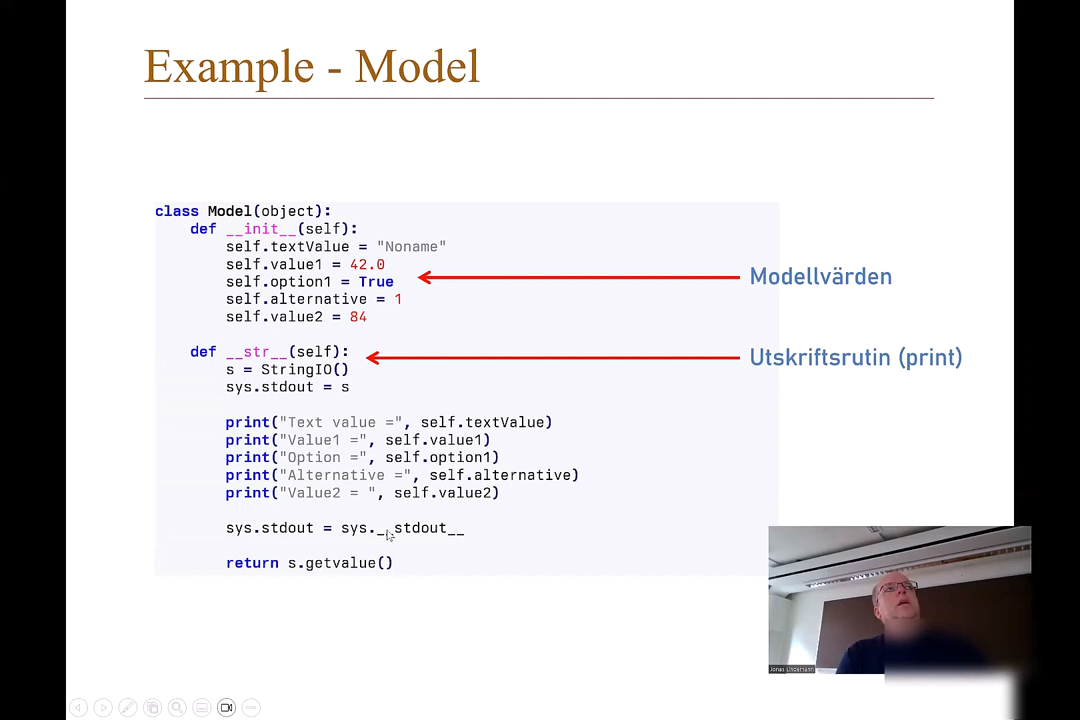 Example - Model
class Model(object):
def __init__(self):
self.textValue = "Noname"
self.value1 = 42.0
self.option1 = True
self.alternative = 1
self.value2 = 84
Modellvärden
def __str__(self):
s = StringIO()
sys.stdout = s
Utskriftsrutin (print)
print("Text value =", self.textValue)
print("Value1 =", self.value1)
print("Option =", self.option1)
print("Alternative =", self.alternative)
print("Value2 = ", self.value2)
sys.stdout = sys.__stdout__
return s.getvalue()
Jonas Lindemann